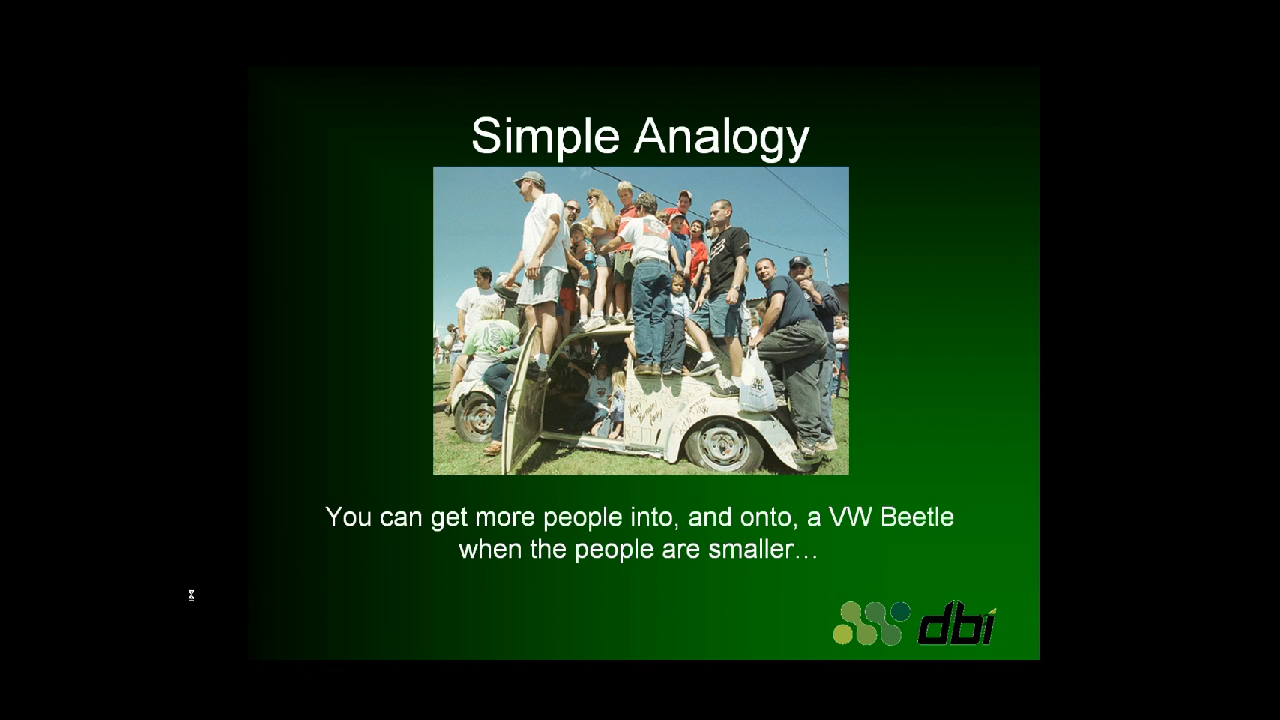 Simple Analogy
You can get more people into, and onto, a VW Beetle
when the people are smaller…
dbi